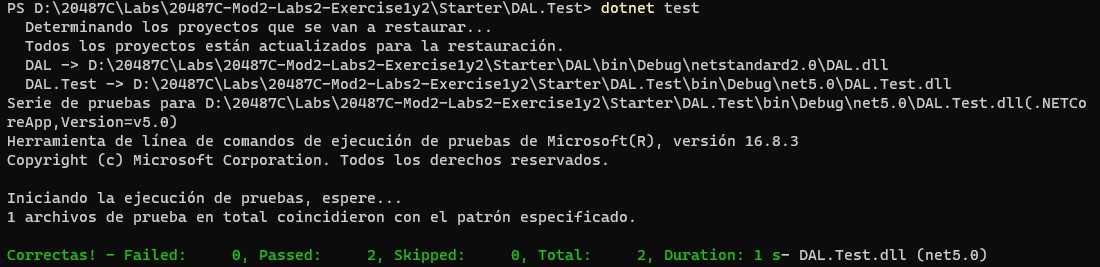 PS D:\20487C\Labs\20487C-Mod2-Labs2-Exercise1y2\Starter\DAL.Test> dotnet test
  Determinando los proyectos que se van a restaurar...
  Todos los proyectos están actualizados para la restauración.
  DAL -> D:\20487C\Labs\20487C-Mod2-Labs2-Exercise1y2\Starter\DAL\bin\Debug\netstandard2.0\DAL.dll
  DAL.Test -> D:\20487C\Labs\20487C-Mod2-Labs2-Exercise1y2\Starter\DAL.Test\bin\Debug\net5.0\DAL.Test.dll
Serie de pruebas para D:\20487C\Labs\20487C-Mod2-Labs2-Exercise1y2\Starter\DAL.Test\bin\Debug\net5.0\DAL.Test.dll(.NETCo
reApp,Version=v5.0)
Herramienta de línea de comandos de ejecución de pruebas de Microsoft(R), versión 16.8.3
Copyright (c) Microsoft Corporation. Todos los derechos reservados.

Iniciando la ejecución de pruebas, espere...
1 archivos de prueba en total coincidieron con el patrón especificado.

Correctas! - Failed:     0, Passed:     2, Skipped:     0, Total:     2, Duration: 1 s- DAL.Test.dll (net5.0)